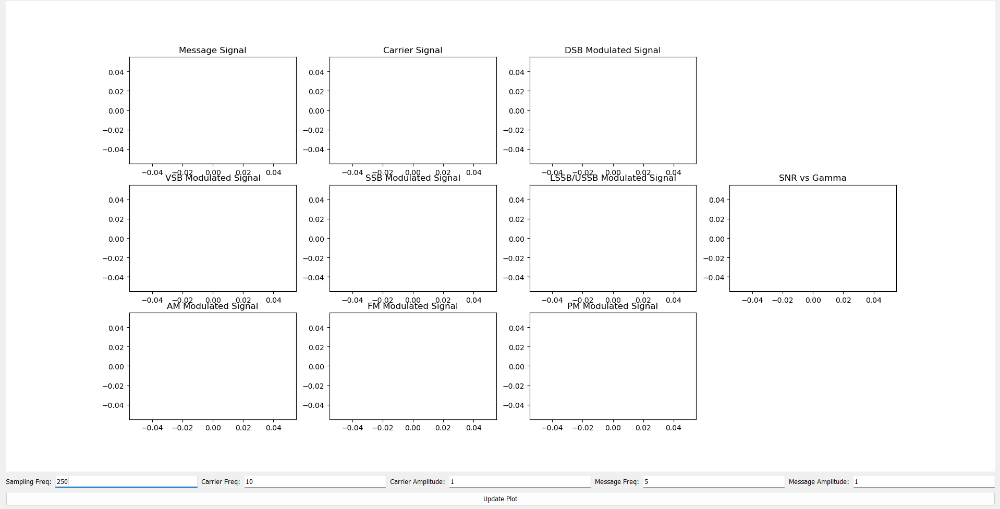 Message Signal Carrier Signal DSB Modulated Signal
0.04 0.04 0.04
0.02 0.02 0.02
0.00 0.00 0.00
−0.02 −0.02 −0.02
−0.04 −0.04 −0.04
−0.04 −0.02 0.00 0.02 0.04 −0.04 −0.02 0.00 0.02 0.04 −0.04 −0.02 0.00 0.02 0.04
VSB Modulated Signal SSB Modulated Signal LSSB/USSB Modulated Signal SNR vs Gamma
0.04 0.04 0.04 0.04
0.02 0.02 0.02 0.02
0.00 0.00 0.00 0.00
−0.02 −0.02 −0.02 −0.02
−0.04 −0.04 −0.04 −0.04
−0.04 −0.02 0.00 0.02 0.04 −0.04 −0.02 0.00 0.02 0.04 −0.04 −0.02 0.00 0.02 0.04 −0.04 −0.02 0.00 0.02 0.04
AM Modulated Signal FM Modulated Signal PM Modulated Signal
0.04 0.04 0.04
0.02 0.02 0.02
0.00 0.00 0.00
−0.02 −0.02 −0.02
−0.04 −0.04 −0.04
−0.04 −0.02 0.00 0.02 0.04 −0.04 −0.02 0.00 0.02 0.04 −0.04 −0.02 0.00 0.02 0.04
Sampling Freq: 250 Carrier Freq: 10 Carrier Amplitude: 1 Message Freq: 5 Message Amplitude: 1
Update Plot